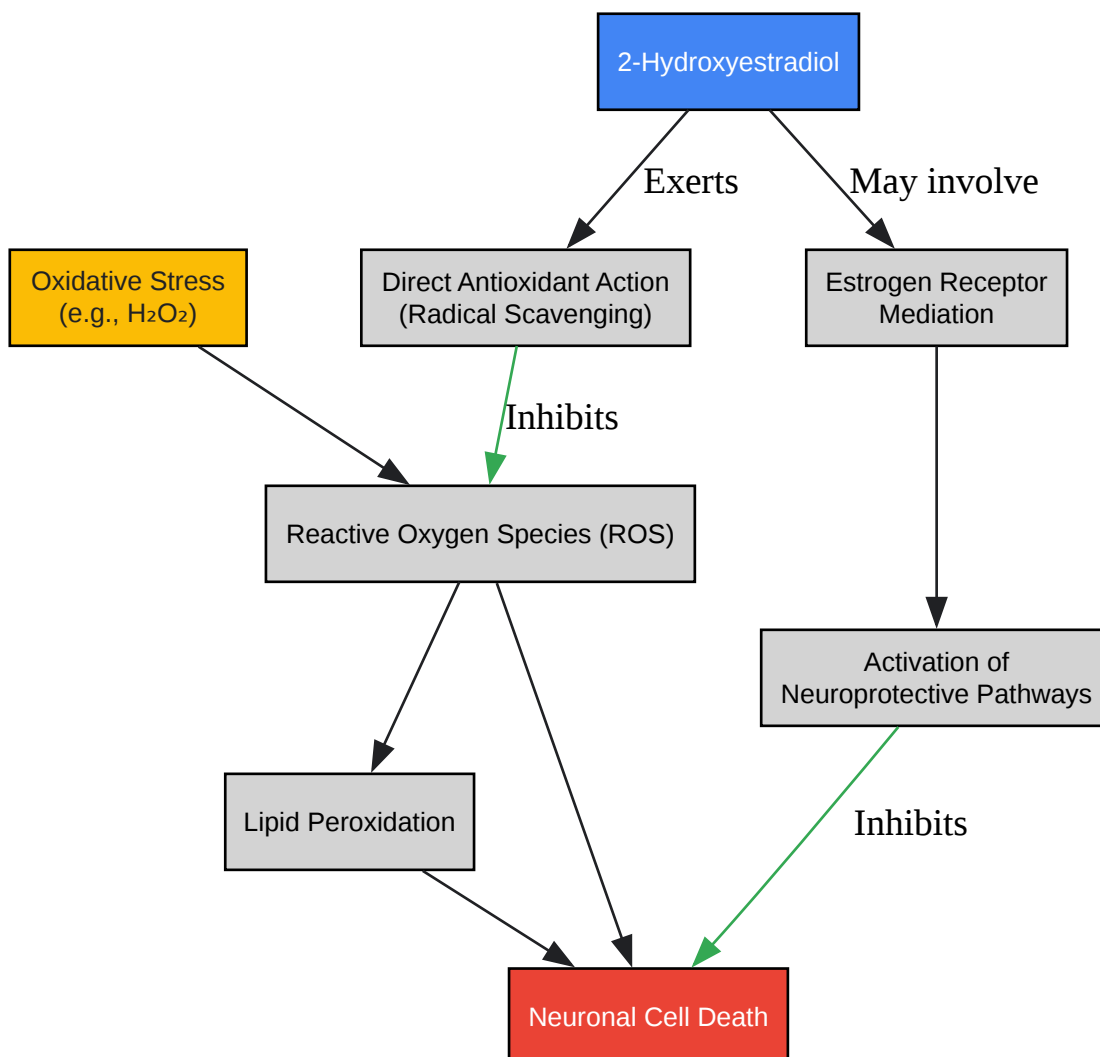 2-Hydroxyestradiol
Exerts
May involve
Oxidative Stress
(e.g., H₂O₂)
Direct Antioxidant Action
(Radical Scavenging)
Estrogen Receptor
Mediation
Inhibits
Reactive Oxygen Species (ROS)
Activation of
Neuroprotective Pathways
Lipid Peroxidation
Inhibits
Neuronal Cell Death